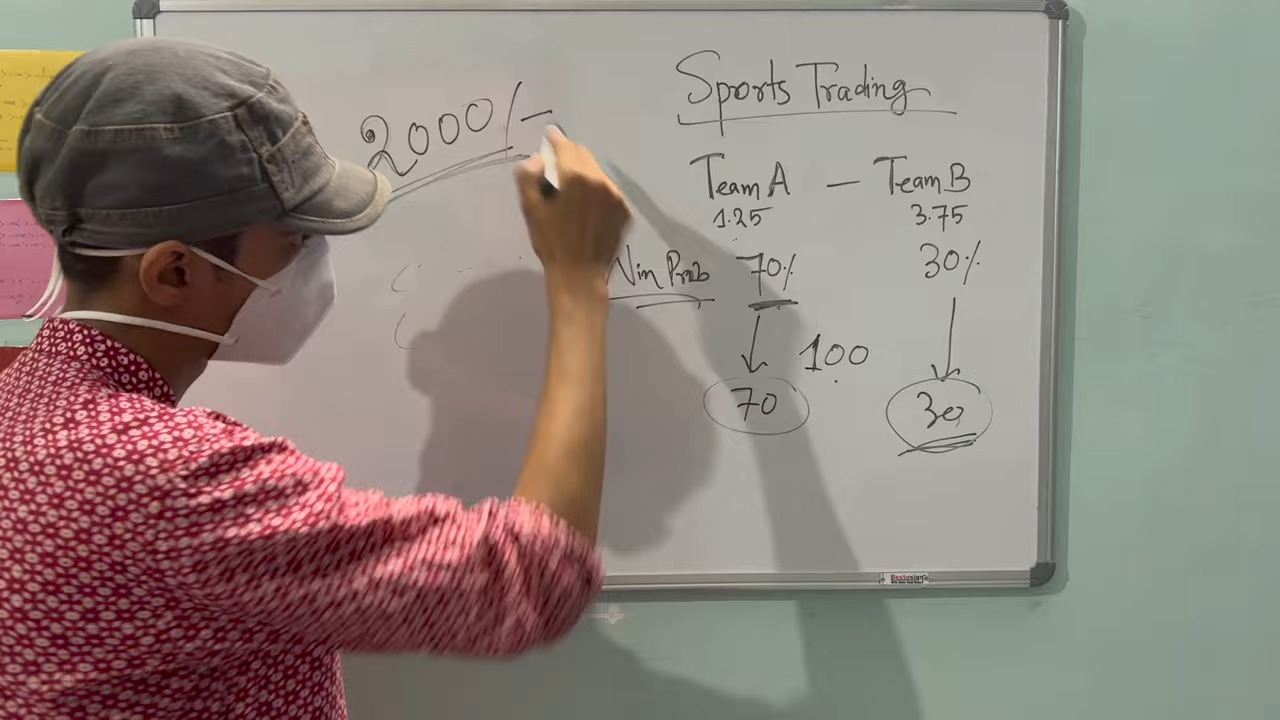 Sports Trading
2000/-
Team A — Team B
1.25 3.75
Win Prob 70% 30%
100
70 30